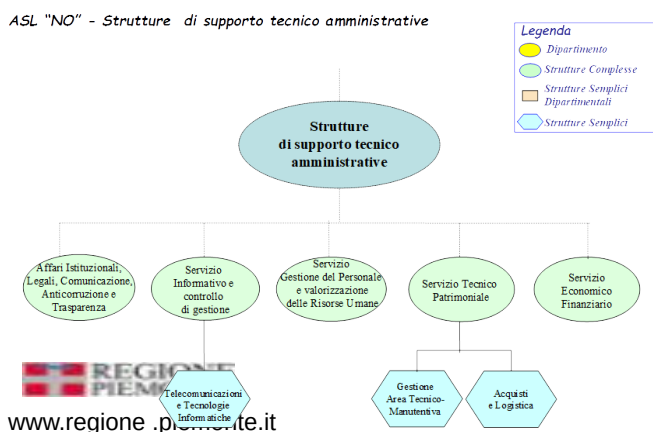 ASL "NO" - Strutture di supporto tecnico amministrative
Legenda
Dipartimento
Strutture Complesse
Strutture Semplici
Dipartimentali
Strutture Semplici
Strutture
di supporto tecnico
amministrative
Affari Istituzionali,
Legali, Comunicazione,
Anticorruzione e
Trasparenza
Servizio
Informativo e
controllo
di gestione
Servizio
Gestione del Personale
e valorizzazione
delle Risorse Umane
Servizio Tecnico
Patrimoniale
Servizio
Economico
Finanziario
REGIONE
Telecomunicazioni
e Tecnologie
Informatiche
Gestione
Area Tecnico-
Manutentiva
Acquisti
e Logistica
www.regione .piemonte.it